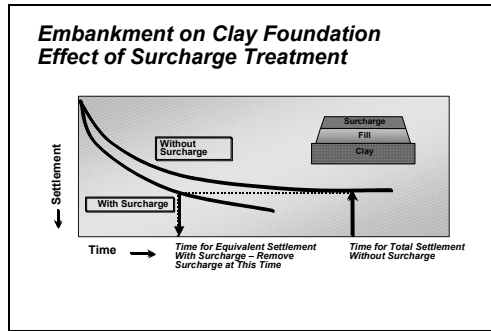 Embankment on Clay Foundation
Effect of Surcharge Treatment
Surcharge
Fill
Clay
Without
Surcharge
With Surcharge
Settlement
Time
Time for Equivalent Settlement
With Surcharge – Remove
Surcharge at This Time
Time for Total Settlement
Without Surcharge